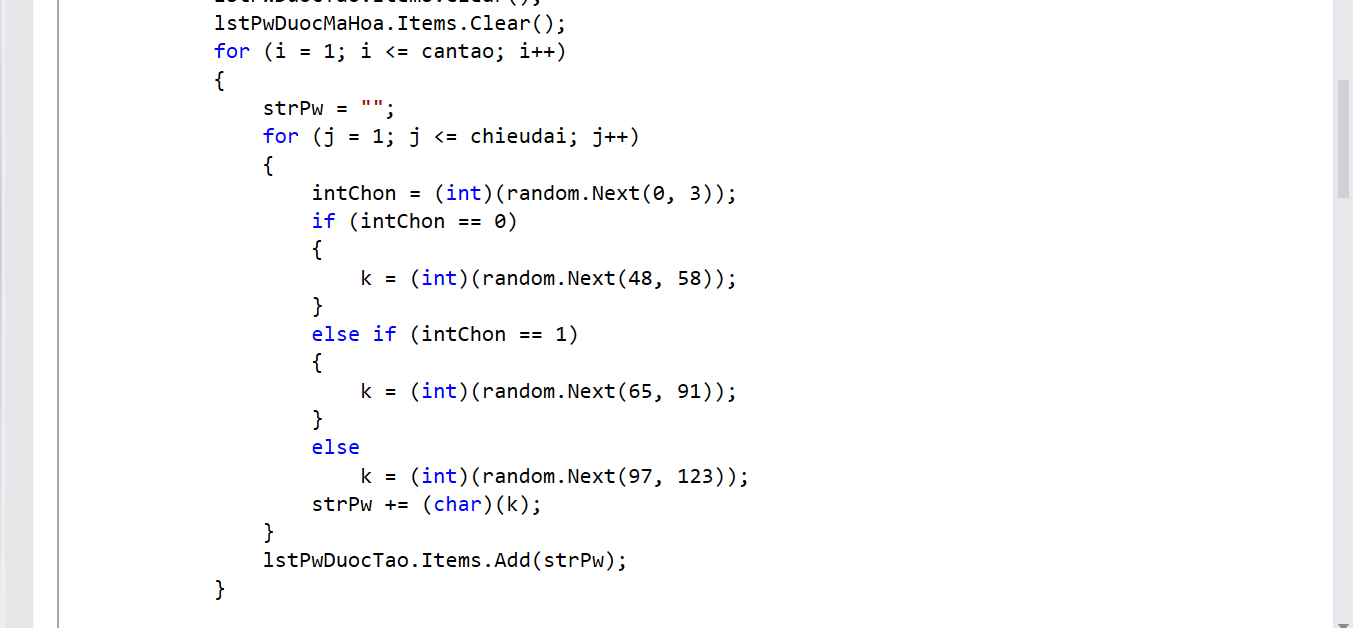 lstPwDuocMaHoa.Items.Clear();
for (i = 1; i <= cantao; i++)
{
strPw = "";
for (j = 1; j <= chieudai; j++)
{
intChon = (int)(random.Next(0, 3));
if (intChon == 0)
{
k = (int)(random.Next(48, 58));
}
else if (intChon == 1)
{
k = (int)(random.Next(65, 91));
}
else
k = (int)(random.Next(97, 123));
strPw += (char)(k);
}
lstPwDuocTao.Items.Add(strPw);
}